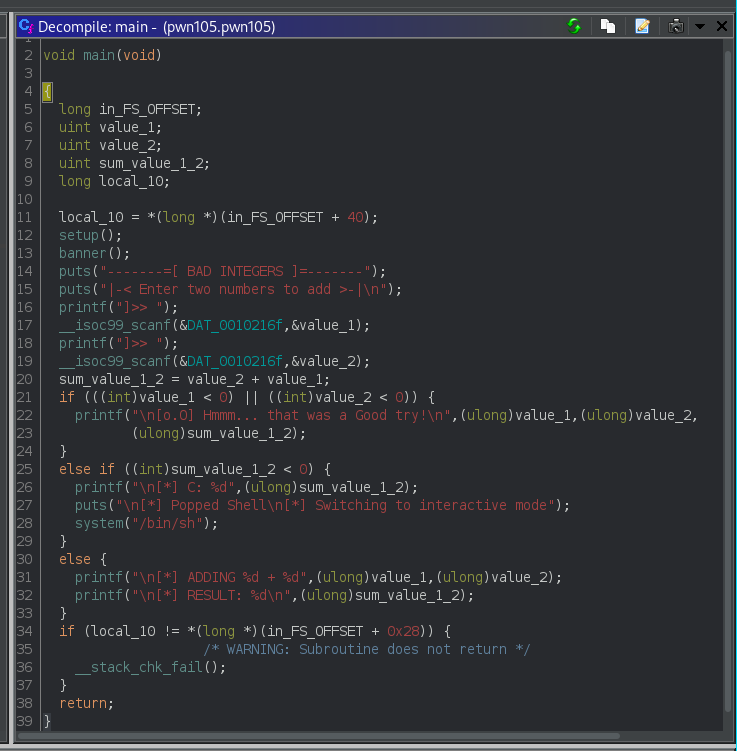 Decompile: main - (pwn105.pwn105)
1
2 void main(void)
3
4 {
5 long in_FS_OFFSET;
6 uint value_1;
7 uint value_2;
8 uint sum_value_1_2;
9 long local_10;
10
11 local_10 = *(long *)(in_FS_OFFSET + 40);
12 setup();
13 banner();
14 puts("-------=[ BAD INTEGERS ]=-------");
15 puts("|-< Enter two numbers to add >-|\n");
16 printf("]>> ");
17 __isoc99_scanf(&DAT_0010216f,&value_1);
18 printf("]>> ");
19 __isoc99_scanf(&DAT_0010216f,&value_2);
20 sum_value_1_2 = value_2 + value_1;
21 if (((int)value_1 < 0) || ((int)value_2 < 0)) {
22 printf("\n[o.O] Hmmm... that was a Good try!\n",(ulong)value_1,(ulong)value_2,
23 (ulong)sum_value_1_2);
24 }
25 else if ((int)sum_value_1_2 < 0) {
26 printf("\n[*] C: %d",(ulong)sum_value_1_2);
27 puts("\n[*] Popped Shell\n[*] Switching to interactive mode");
28 system("/bin/sh");
29 }
30 else {
31 printf("\n[*] ADDING %d + %d",(ulong)value_1,(ulong)value_2);
32 printf("\n[*] RESULT: %d\n",(ulong)sum_value_1_2);
33 }
34 if (local_10 != *(long *)(in_FS_OFFSET + 0x28)) {
35 /* WARNING: Subroutine does not return */
36 __stack_chk_fail();
37 }
38 return;
39 }